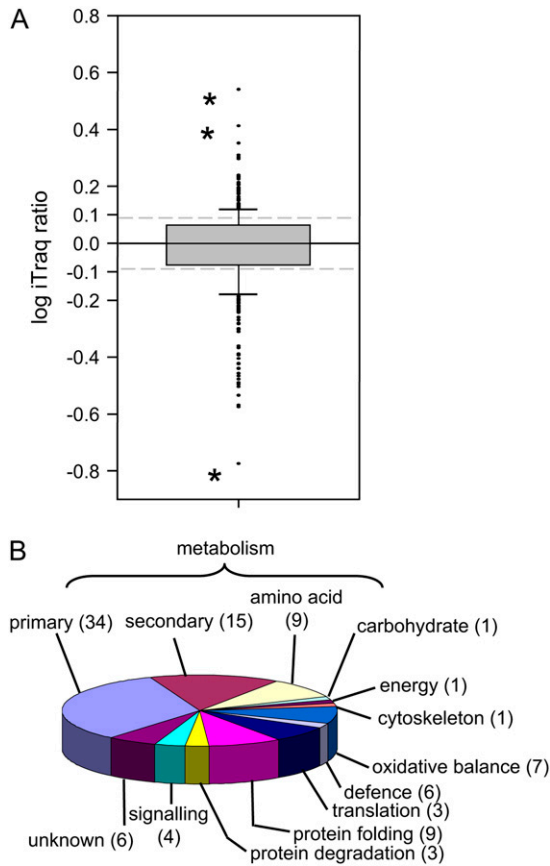 A
0.8
0.6
0.4
0.2
0.1
0.0
-0.1
-0.2
-0.4
-0.6
-0.8
log iTraq ratio
*
*
*
B
metabolism
primary (34)
secondary (15)
amino acid
(9)
carbohydrate (1)
energy (1)
cytoskeleton (1)
oxidative balance (7)
defence (6)
translation (3)
protein folding (9)
protein degradation (3)
signalling
(4)
unknown (6)